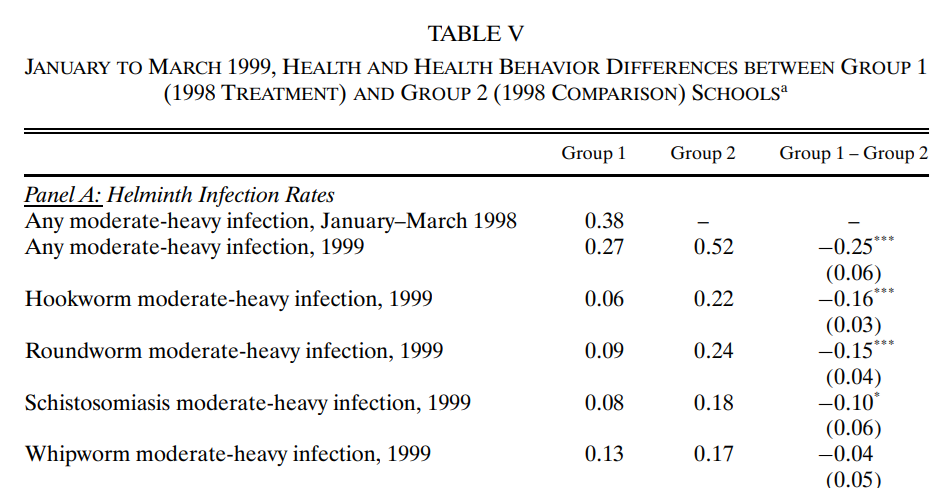 TABLE V
JANUARY TO MARCH 1999, HEALTH AND HEALTH BEHAVIOR DIFFERENCES BETWEEN GROUP 1
(1998 TREATMENT) AND GROUP 2 (1998 COMPARISON) SCHOOLSa
Group 1 Group 2 Group 1 – Group 2
Panel A: Helminth Infection Rates
Any moderate-heavy infection, January–March 1998 0.38 – –
Any moderate-heavy infection, 1999 0.27 0.52 −0.25***
(0.06)
Hookworm moderate-heavy infection, 1999 0.06 0.22 −0.16***
(0.03)
Roundworm moderate-heavy infection, 1999 0.09 0.24 −0.15***
(0.04)
Schistosomiasis moderate-heavy infection, 1999 0.08 0.18 −0.10*
(0.06)
Whipworm moderate-heavy infection, 1999 0.13 0.17 −0.04
(0.05)